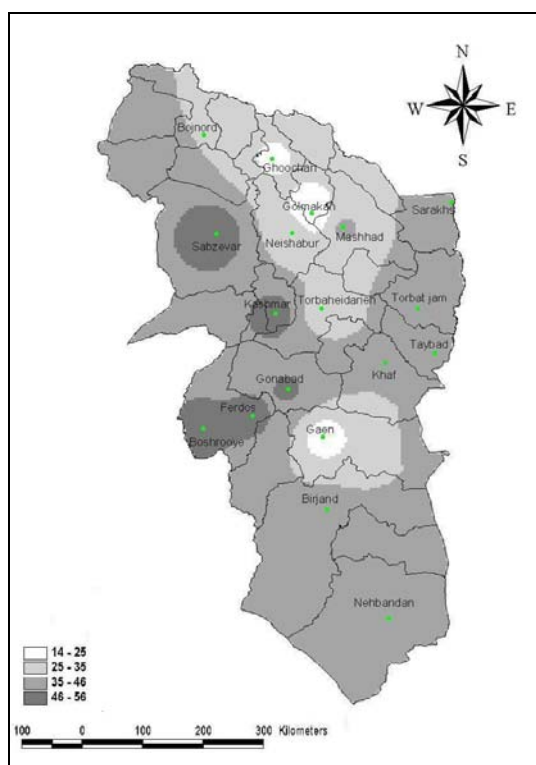 N
W E
S
Bojnord
Ghoochan
Golmakan
Sarakhs
Neishabur
Mashhad
Sabzevar
Kashmar
Torbaheidarieh
Torbat jam
Taybad
Khaf
Gonabad
Ferdos
Gaen
Boshrooye
Birjand
Nehbandan
14 - 25
25 - 35
35 - 46
46 - 56
100 0 100 200 300 Kilometers